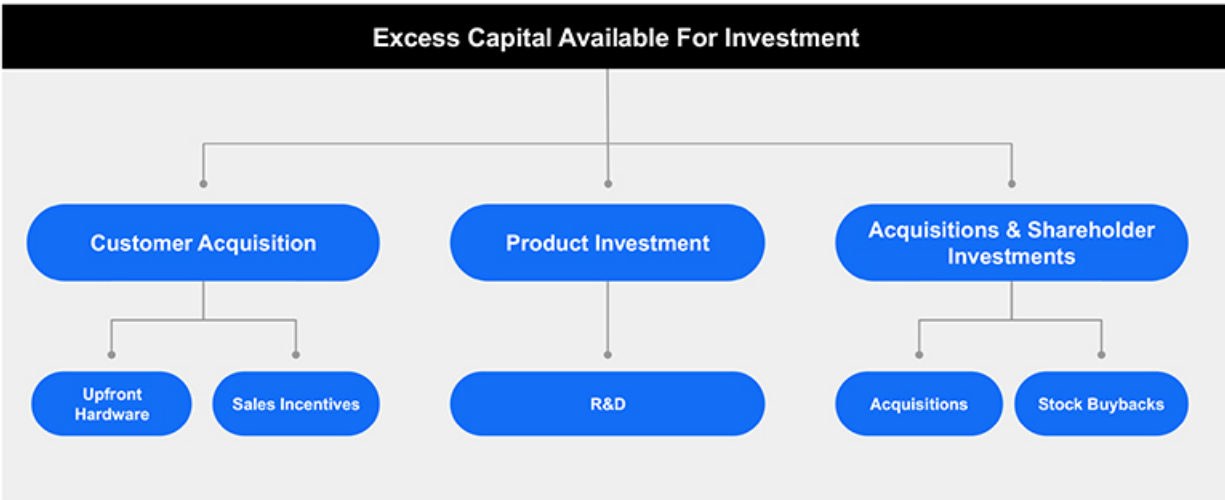 Excess Capital Available For Investment
Customer Acquisition
Product Investment
Acquisitions & Shareholder
Investments
Upfront
Hardware
Sales Incentives
R&D
Acquisitions
Stock Buybacks